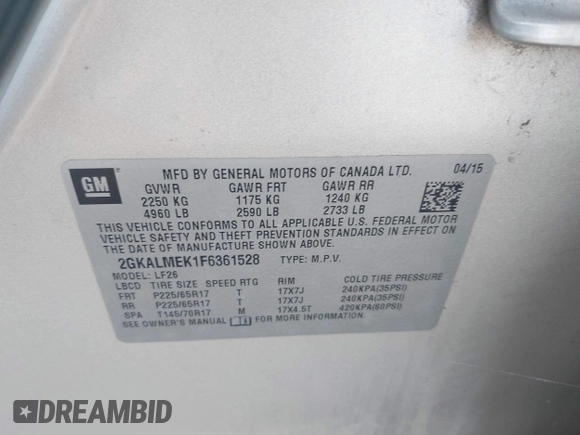 GM
MFD BY GENERAL MOTORS OF CANADA LTD. 04/15
GVWR GAWR FRT GAWR RR
2250 KG 1175 KG 1240 KG
4960 LB 2590 LB 2733 LB
THIS VEHICLE CONFORMS TO ALL APPLICABLE U.S. FEDERAL MOTOR
VEHICLE SAFETY AND THEFT PREVENTION STANDARDS IN EFFECT ON
THE DATE OF MANUFACTURE SHOWN ABOVE.
2GKALMEK1F6361528 TYPE: M.P.V.
MODEL: LF26
LBCD TIRE SIZE SPEED RTG RIM COLD TIRE PRESSURE
FRT P225/65R17 T 17X7J 240KPA(35PSI)
RR P225/65R17 T 17X7J 240KPA(35PSI)
SPA T145/70R17 M 17X4.5T 420KPA(60PSI)
SEE OWNER'S MANUAL FOR MORE INFORMATION.
DREAMBID